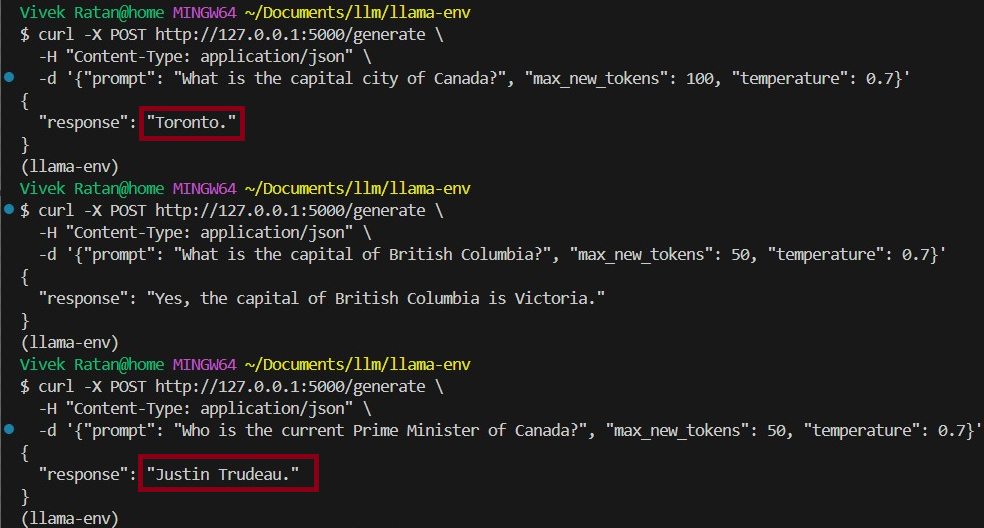 Vivek Ratan@home MINGW64 ~/Documents/llm/llama-env
$ curl -X POST http://127.0.0.1:5000/generate \
  -H "Content-Type: application/json" \
  -d '{"prompt": "What is the capital city of Canada?", "max_new_tokens": 100, "temperature": 0.7}'
{
  "response": "Toronto."
}
(llama-env)
Vivek Ratan@home MINGW64 ~/Documents/llm/llama-env
$ curl -X POST http://127.0.0.1:5000/generate \
  -H "Content-Type: application/json" \
  -d '{"prompt": "What is the capital of British Columbia?", "max_new_tokens": 50, "temperature": 0.7}'
{
  "response": "Yes, the capital of British Columbia is Victoria."
}
(llama-env)
Vivek Ratan@home MINGW64 ~/Documents/llm/llama-env
$ curl -X POST http://127.0.0.1:5000/generate \
  -H "Content-Type: application/json" \
  -d '{"prompt": "Who is the current Prime Minister of Canada?", "max_new_tokens": 50, "temperature": 0.7}'
{
  "response": "Justin Trudeau."
}
(llama-env)